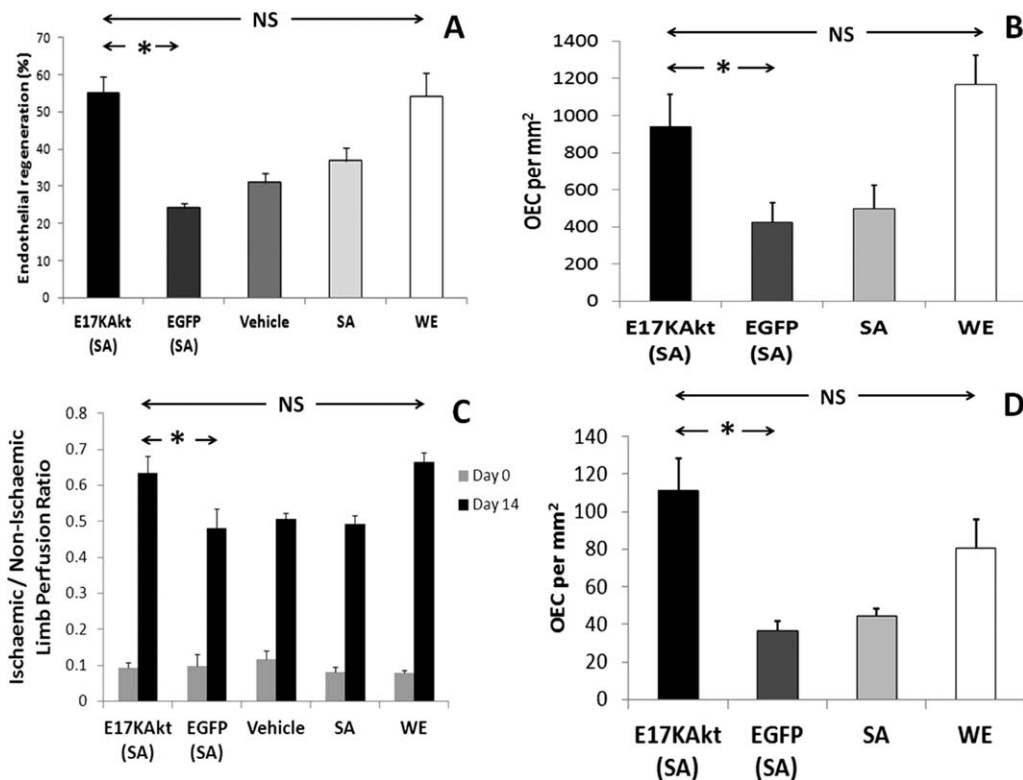 NS
A
*
Endothelial regeneration (%)
70
60
50
40
30
20
10
0
E17KAkt (SA)
EGFP (SA)
Vehicle
SA
WE
B
NS
*
OEC per mm²
1400
1200
1000
800
600
400
200
0
E17KAkt (SA)
EGFP (SA)
SA
WE
NS
C
*
Ischaemic / Non-Ischaemic
Limb Perfusion Ratio
0.8
0.7
0.6
0.5
0.4
0.3
0.2
0.1
0
Day 0
Day 14
E17KAkt (SA)
EGFP (SA)
Vehicle
SA
WE
NS
D
*
OEC per mm²
140
120
100
80
60
40
20
0
E17KAkt (SA)
EGFP (SA)
SA
WE